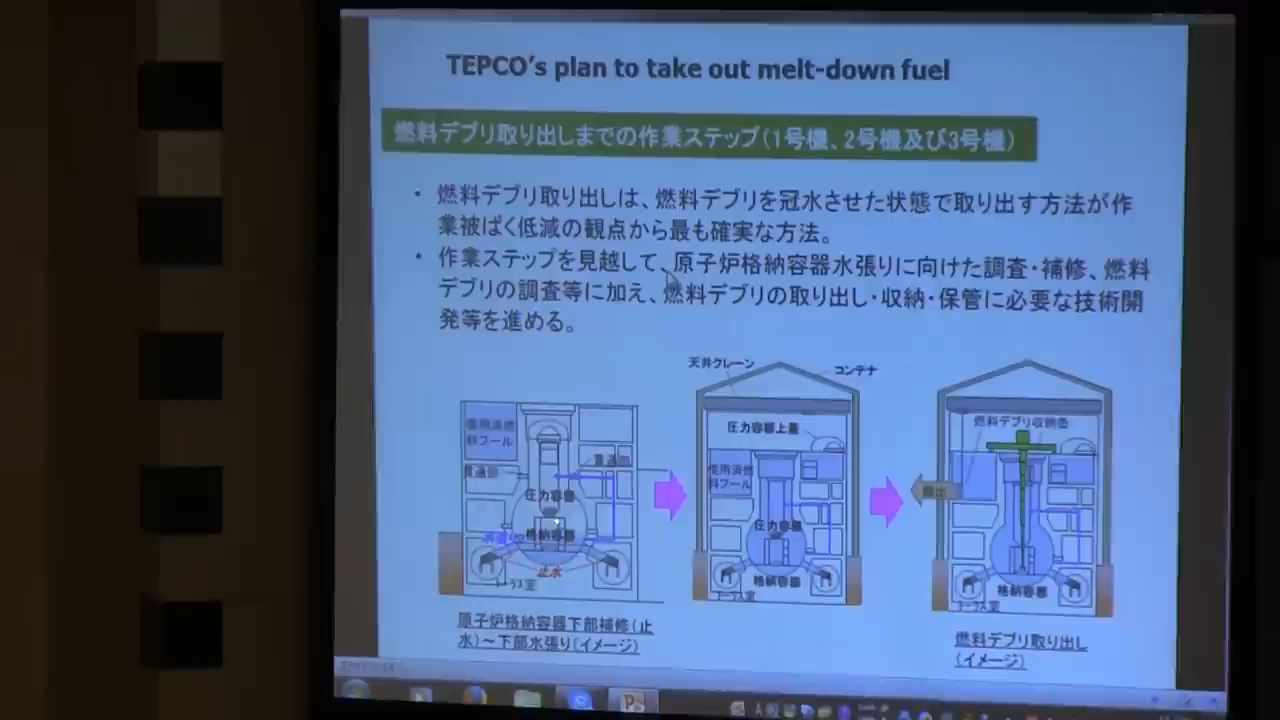 TEPCO's plan to take out melt-down fuel
燃料デブリ取り出しまでの作業ステップ(1号機、2号機及び3号機)
・ 燃料デブリ取り出しは、燃料デブリを冠水させた状態で取り出す方法が作
業被ばく低減の観点から最も確実な方法。
・ 作業ステップを見越して、原子炉格納容器水張りに向けた調査・補修、燃料
デブリの調査等に加え、燃料デブリの取り出し・収納・保管に必要な技術開
発等を進める。
使用済燃
料プール
貫通部
貫通部
圧力容器
格納容器
止水
トーラス室
原子炉格納容器下部補修(止
水)～下部水張り(イメージ)
天井クレーン
コンテナ
圧力容器上蓋
使用済燃
料プール
圧力容器
格納容器
トーラス室
燃料デブリ収納缶
搬出
格納容器
トーラス室
燃料デブリ取り出し
(イメージ)